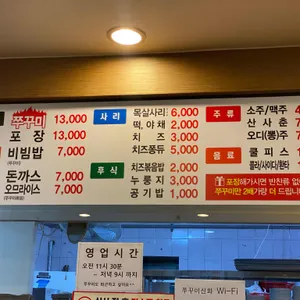 쭈꾸미 13,000
포장 13,000
비빔밥 7,000
(쭈꾸미)
돈까스 7,000
오므라이스 7,000
사리
목살사리 6,000
떡, 야채 2,000
치즈 3,000
치즈퐁듀 5,000
후식
치즈볶음밥 2,000
누룽지 3,000
공기밥 1,000
주류
소주/맥주
산사춘
오디(뽕)주
음료
쿨피스
콜라/사이다/환타
포장해가시면 반찬류 없
쭈꾸미만 2배가량 더 드립니다
영업시간
오전 11시 30분
~ 저녁 9시 까지
쭈꾸미신화 Wi-Fi